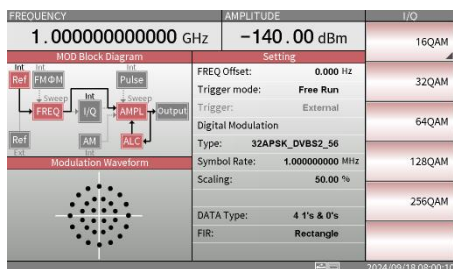 FREQUENCY AMPLITUDE I/O
1.000000000000 GHz −140.00 dBm
MOD Block Diagram
Int Int Int
Ref FMΦM Pulse
Sweep Int Sweep
FREQ I/Q AMPL Output
Ref AM ALC
Ext Int
Modulation Waveform
Setting
FREQ Offset: 0.000 Hz
Trigger mode: Free Run
Trigger: External
Digital Modulation
Type: 32APSK_DVBS2_56
Symbol Rate: 1.000000000 MHz
Scaling: 50.00 %
DATA Type: 4 1's & 0's
FIR: Rectangle
16QAM
32QAM
64QAM
128QAM
256QAM
2024/09/18 08:00:10